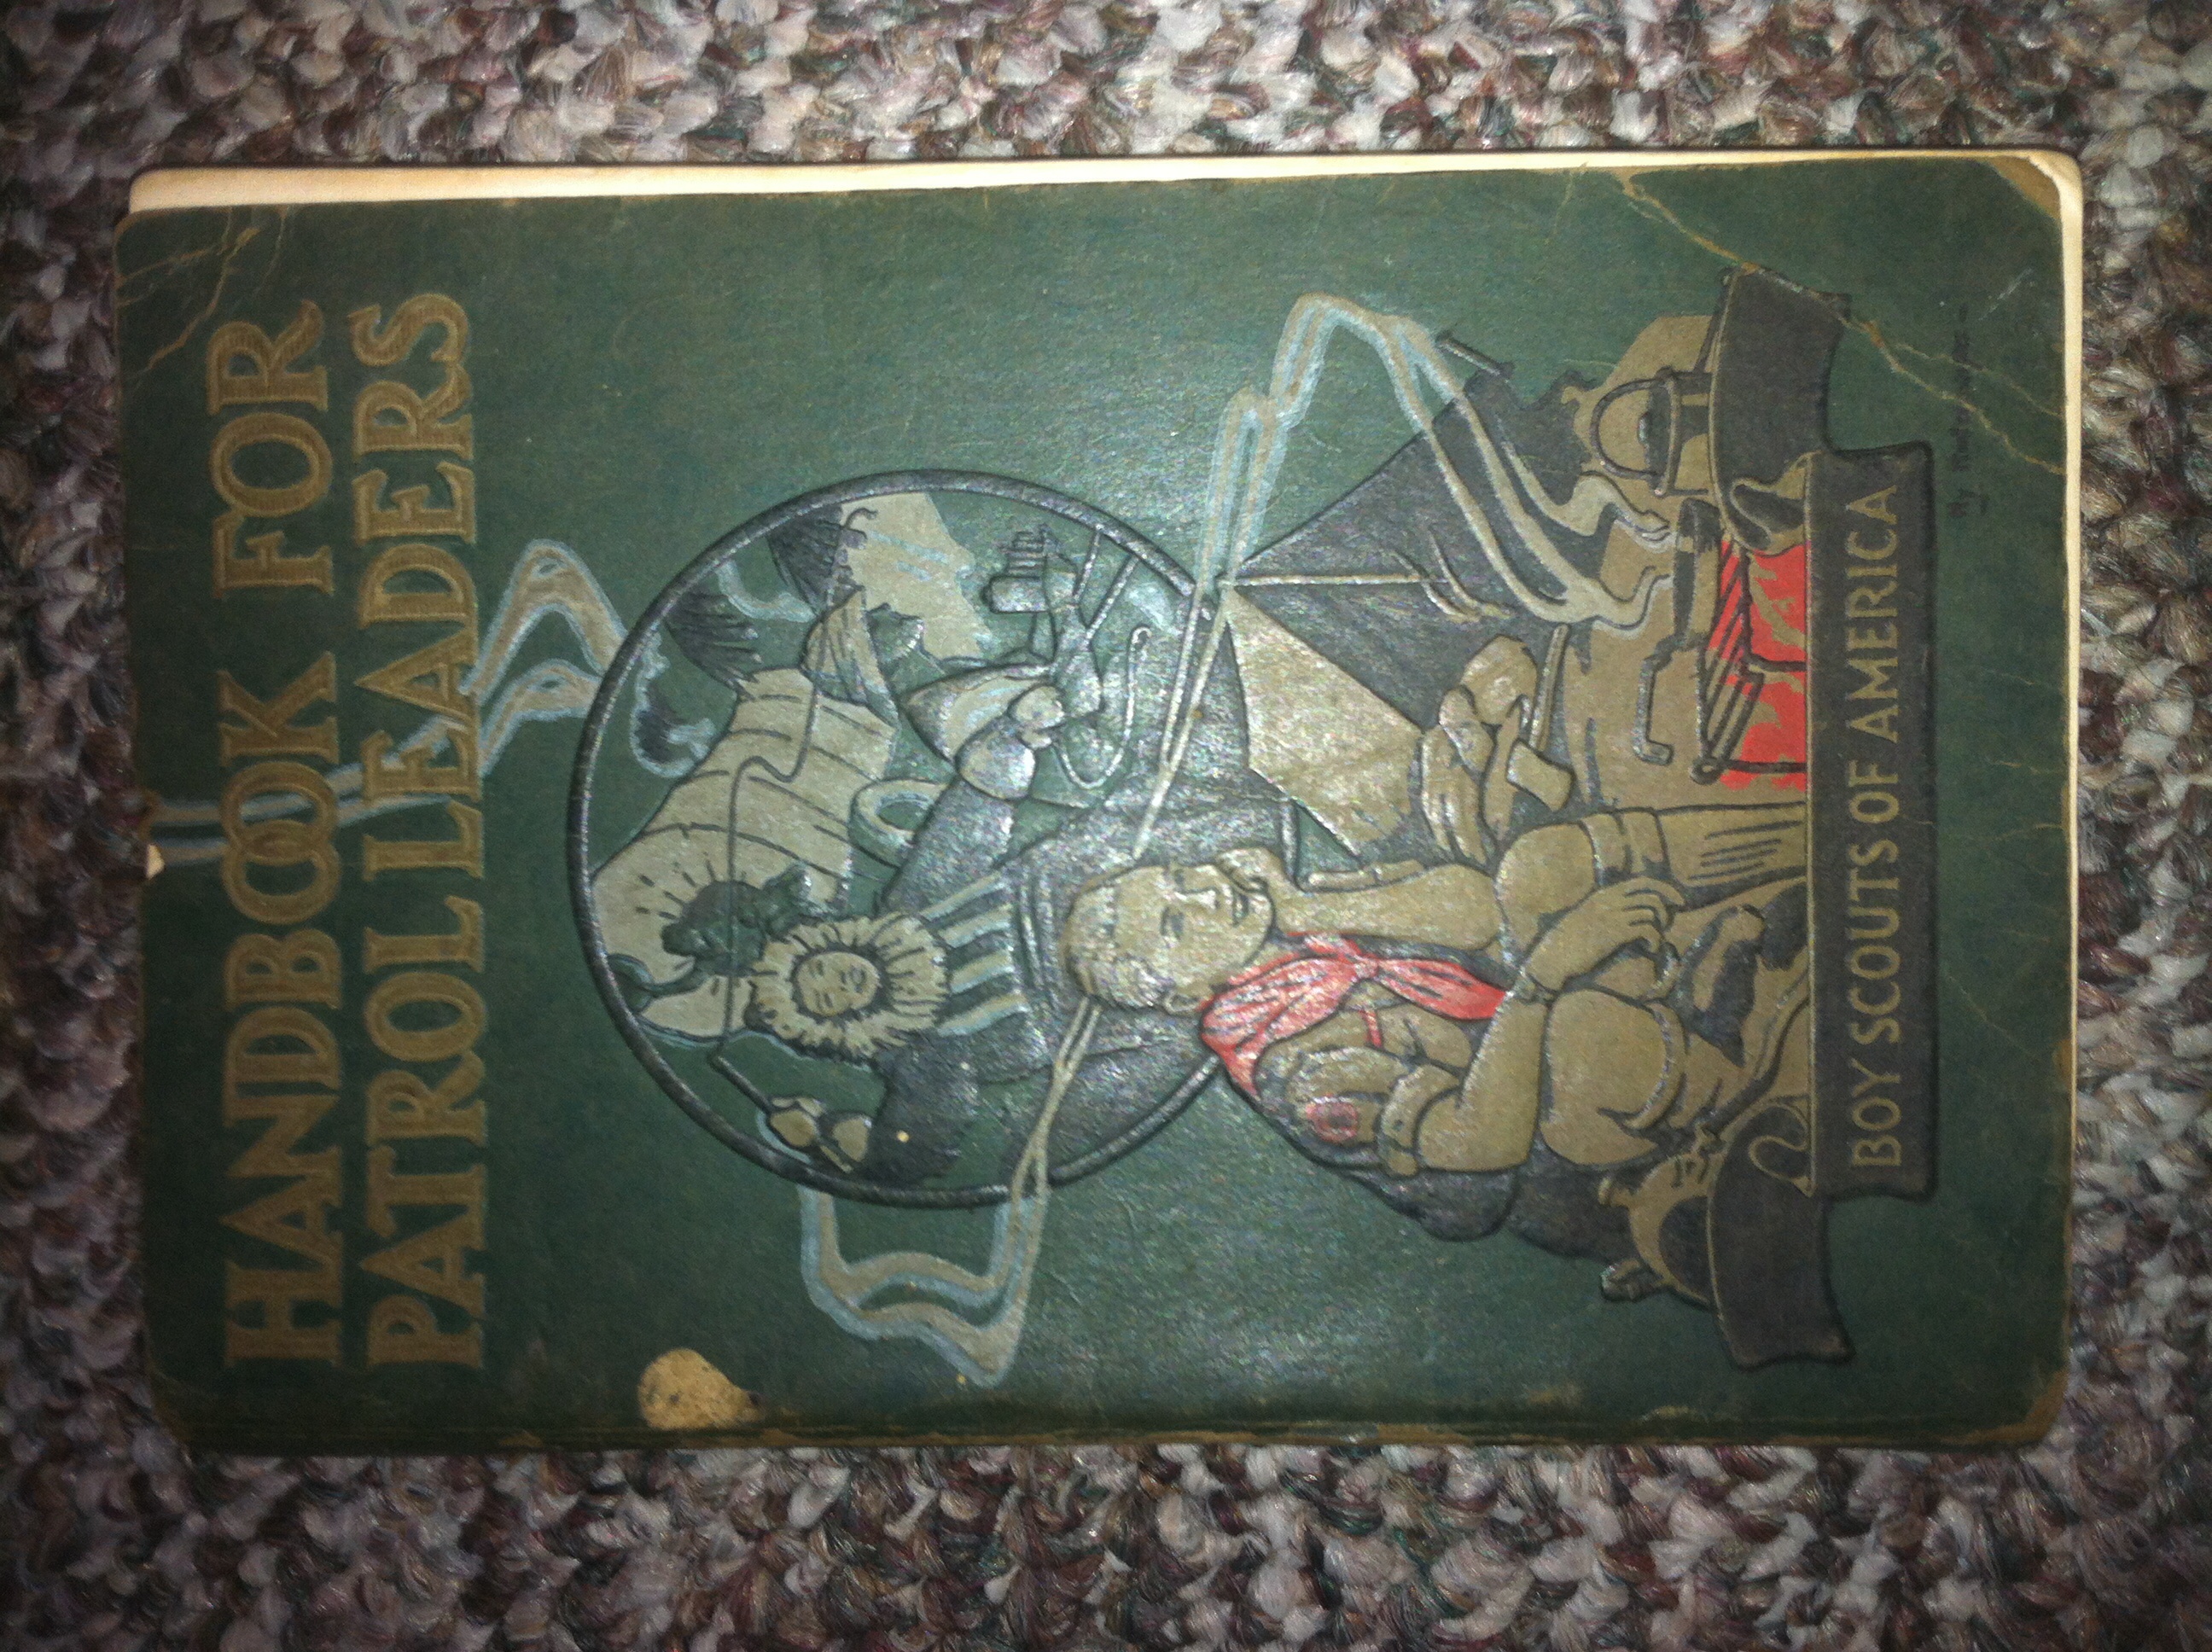 HANDBOOK FOR
PATROL LEADERS
BOY SCOUTS OF AMERICA